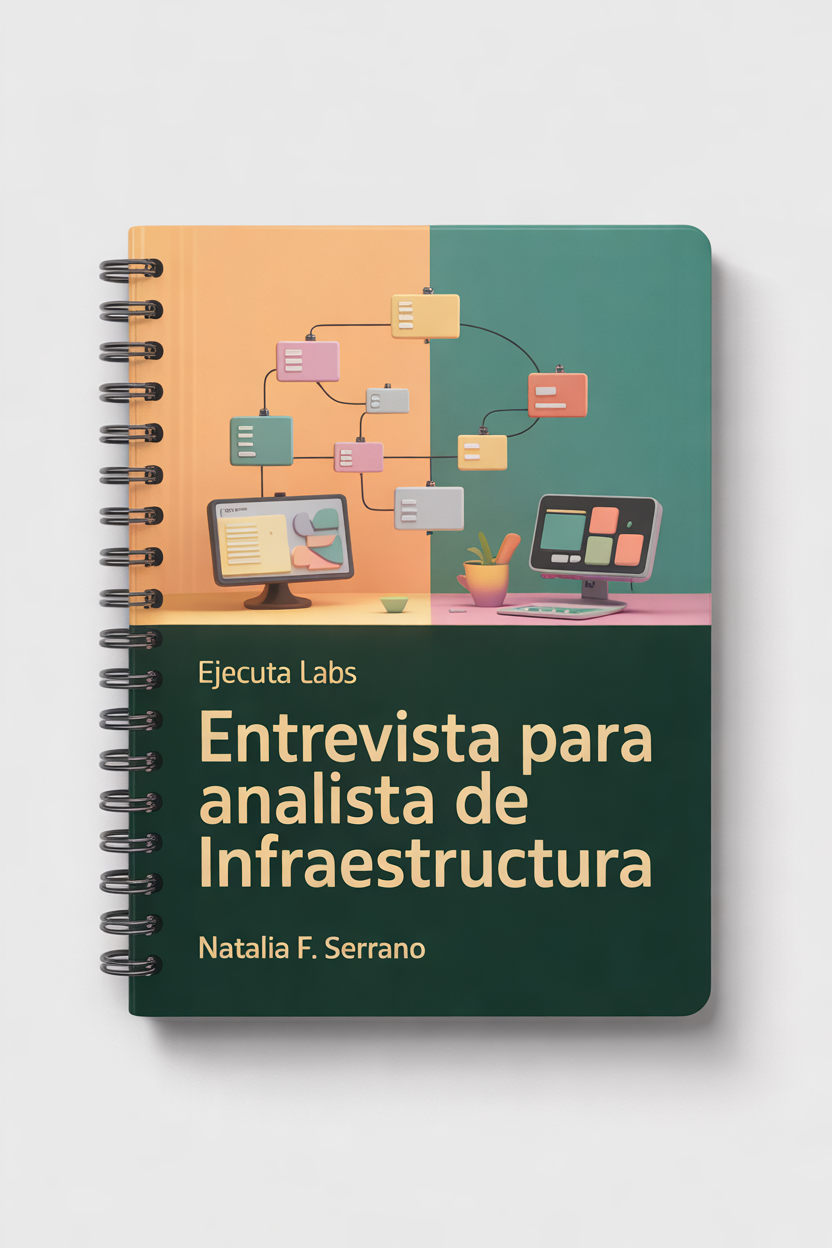 Ejecuta Labs
Entrevista para
analista de
Infraestructura
Natalia F. Serrano